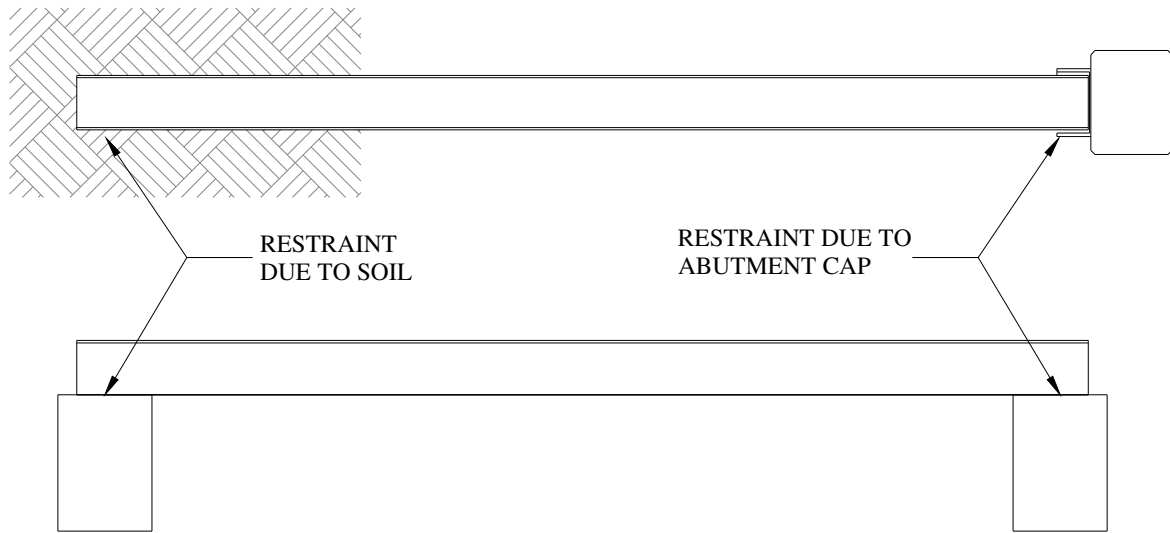 RESTRAINT
DUE TO SOIL
RESTRAINT DUE TO
ABUTMENT CAP